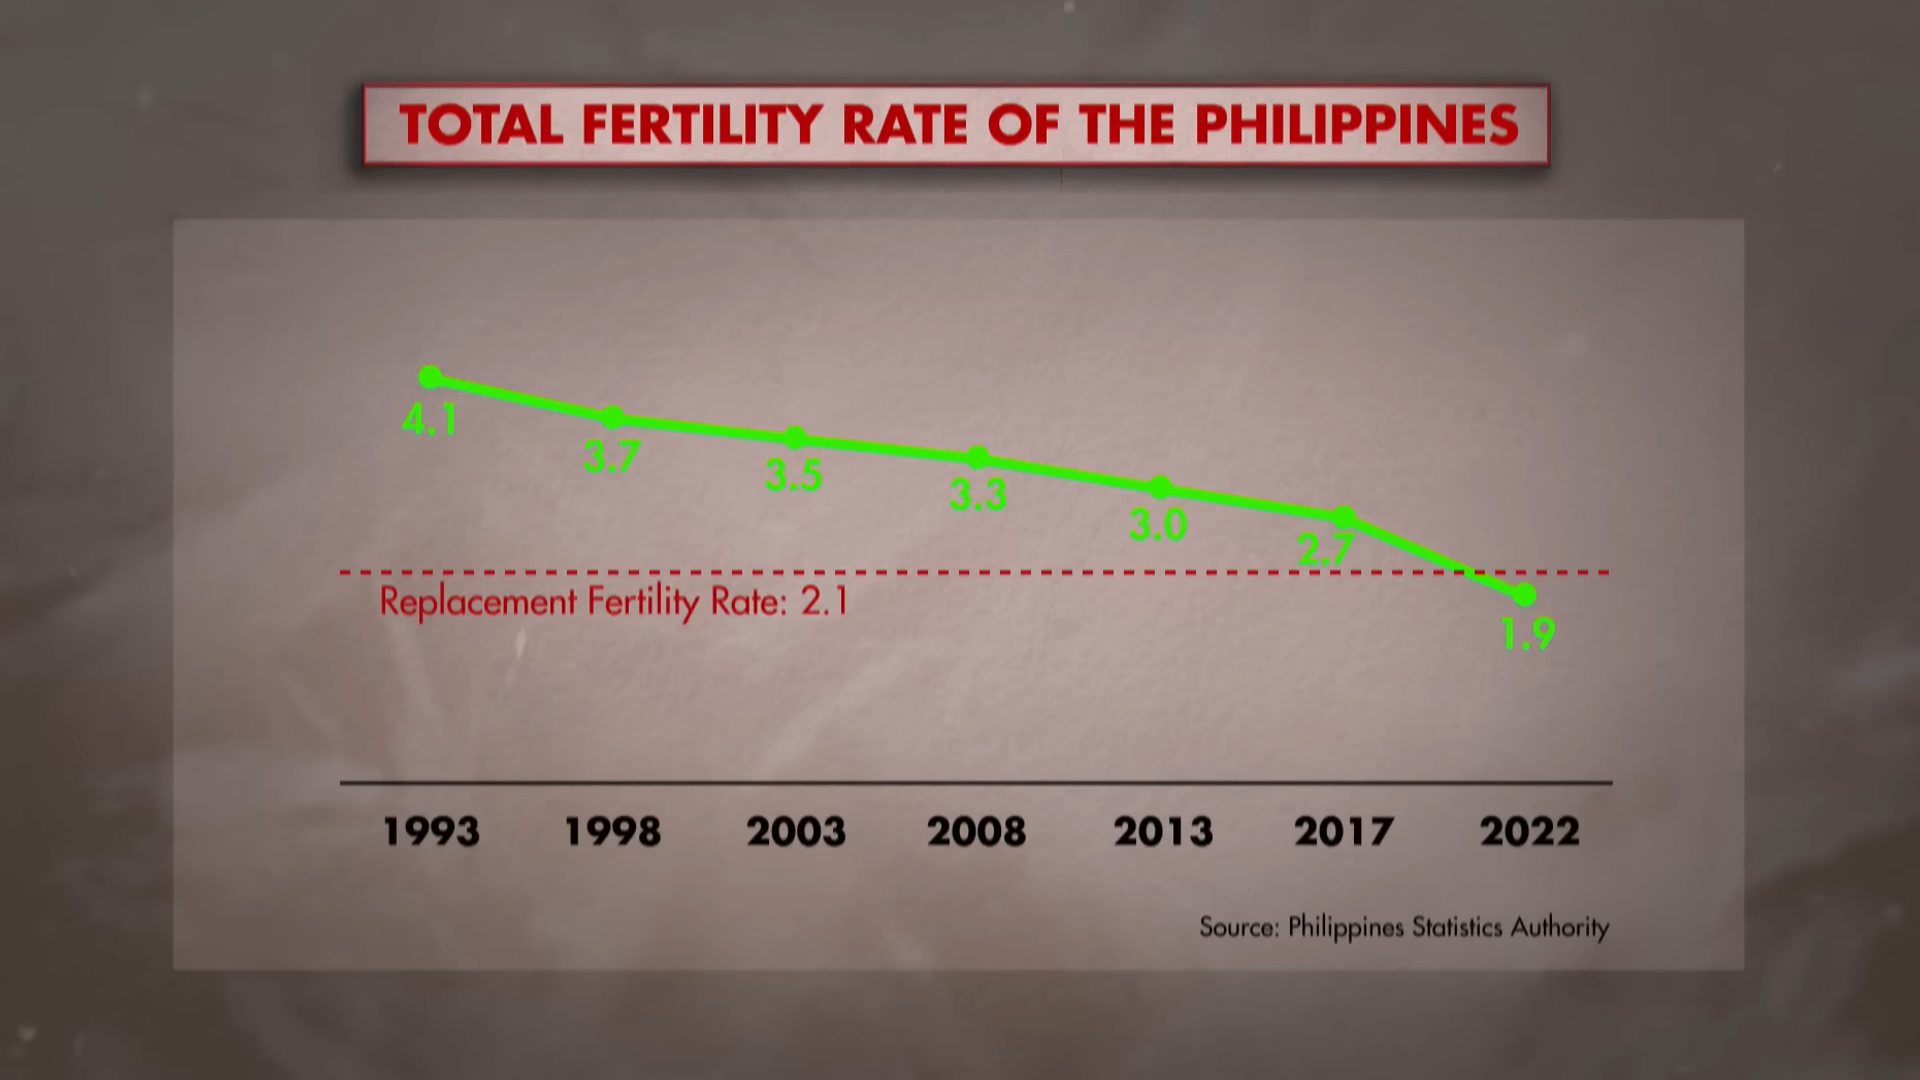 TOTAL FERTILITY RATE OF THE PHILIPPINES
4.1
3.7
3.5
3.3
3.0
2.7
1.9
Replacement Fertility Rate: 2.1
1993 1998 2003 2008 2013 2017 2022
Source: Philippines Statistics Authority